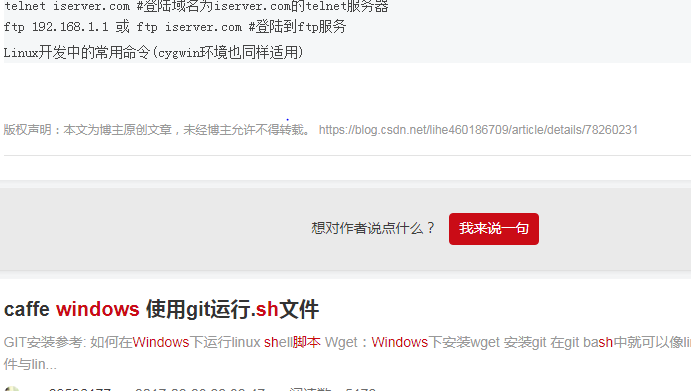 telnet iserver.com #登陆域名为iserver.com的telnet服务器
ftp 192.168.1.1 或 ftp iserver.com #登陆到ftp服务
Linux开发中的常用命令(cygwin环境也同样适用)
版权声明：本文为博主原创文章，未经博主允许不得转载。 https://blog.csdn.net/lihe460186709/article/details/78260231
想对作者说点什么？ 我来说一句
caffe windows 使用git运行.sh文件
GIT安装参考: 如何在Windows下运行linux shell脚本 Wget：Windows下安装wget 安装git 在git bash中就可以像lin
件与lin...